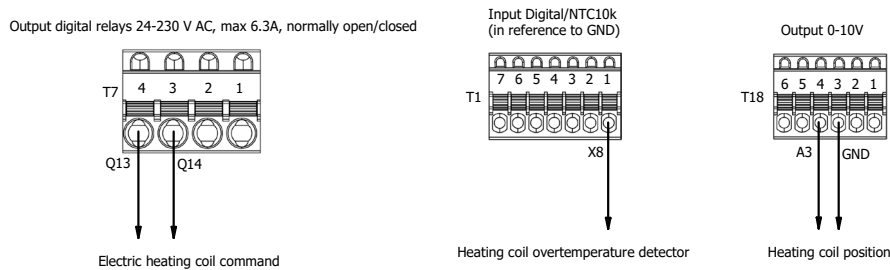 Output digital relays 24-230 V AC, max 6.3A, normally open/closed
T7
4 3 2 1
Q13 Q14
Electric heating coil command
Input Digital/NTC10k
(in reference to GND)
T1
7 6 5 4 3 2 1
X8
Heating coil overtemperature detector
Output 0-10V
T18
6 5 4 3 2 1
A3 GND
Heating coil position